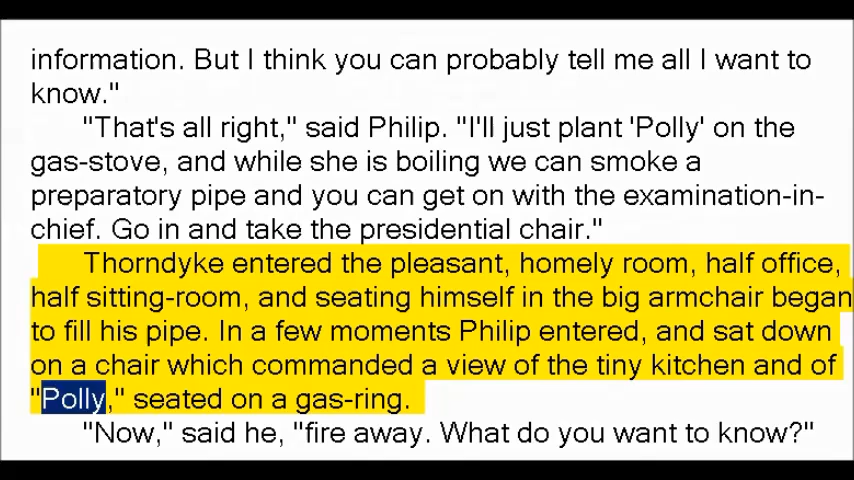 information. But I think you can probably tell me all I want to
know."
"That's all right," said Philip. "I'll just plant 'Polly' on the
gas-stove, and while she is boiling we can smoke a
preparatory pipe and you can get on with the examination-in-
chief. Go in and take the presidential chair."
Thorndyke entered the pleasant, homely room, half office,
half sitting-room, and seating himself in the big armchair began
to fill his pipe. In a few moments Philip entered, and sat down
on a chair which commanded a view of the tiny kitchen and of
"Polly," seated on a gas-ring.
"Now," said he, "fire away. What do you want to know?"